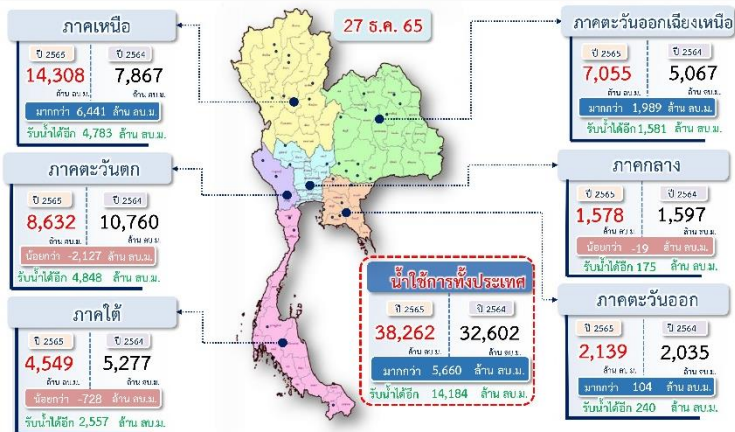 27 ธ.ค. 65
ภาคเหนือ
ปี 2565 ปี 2564
14,308 7,867
ล้าน ลบ.ม. ล้าน ลบ.ม.
มากกว่า 6,441 ล้าน ลบ.ม.
รับน้ำได้อีก 4,783 ล้าน ลบ.ม.
ภาคตะวันตก
ปี 2565 ปี 2564
8,632 10,760
ล้าน ลบ.ม. ล้าน ลบ.ม.
น้อยกว่า -2,127 ล้าน ลบ.ม.
รับน้ำได้อีก 4,848 ล้าน ลบ.ม.
ภาคใต้
ปี 2565 ปี 2564
4,549 5,277
ล้าน ลบ.ม. ล้าน ลบ.ม.
น้อยกว่า -728 ล้าน ลบ.ม.
รับน้ำได้อีก 2,557 ล้าน ลบ.ม.
น้ำใช้การทั้งประเทศ
ปี 2565 ปี 2564
38,262 32,602
ล้าน ลบ.ม. ล้าน ลบ.ม.
มากกว่า 5,660 ล้าน ลบ.ม.
รับน้ำได้อีก 14,184 ล้าน ลบ.ม.
ภาคตะวันออกเฉียงเหนือ
ปี 2565 ปี 2564
7,055 5,067
ล้าน ลบ.ม. ล้าน ลบ.ม.
มากกว่า 1,989 ล้าน ลบ.ม.
รับน้ำได้อีก 1,581 ล้าน ลบ.ม.
ภาคกลาง
ปี 2565 ปี 2564
1,578 1,597
ล้าน ลบ.ม. ล้าน ลบ.ม.
น้อยกว่า -19 ล้าน ลบ.ม.
รับน้ำได้อีก 175 ล้าน ลบ.ม.
ภาคตะวันออก
ปี 2565 ปี 2564
2,139 2,035
ล้าน ลบ.ม. ล้าน ลบ.ม.
มากกว่า 104 ล้าน ลบ.ม.
รับน้ำได้อีก 240 ล้าน ลบ.ม.